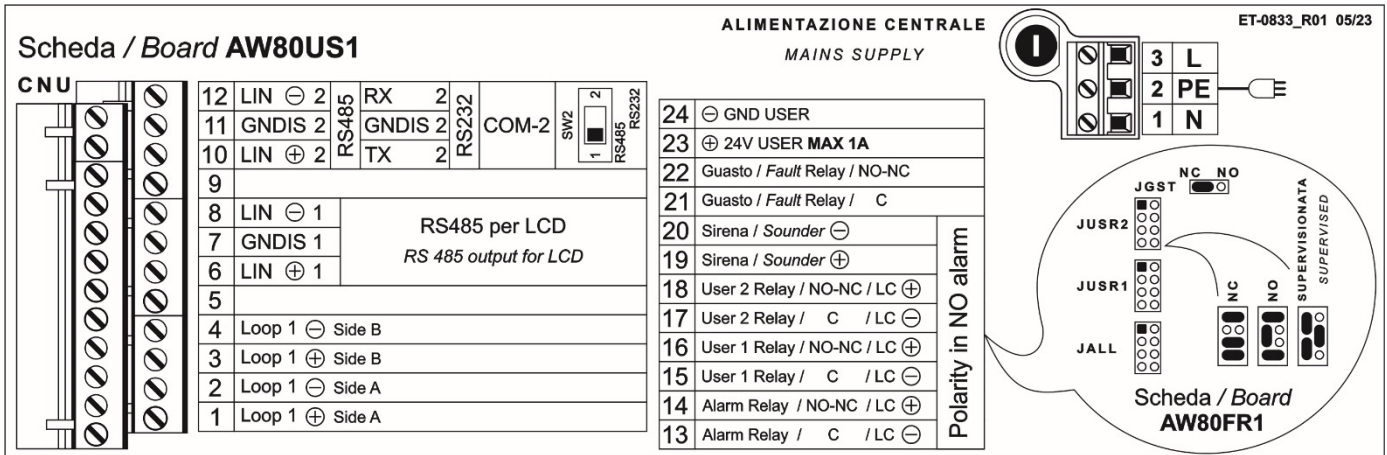 Scheda / Board AW80US1
CNU
12 LIN ⊖ 2 RX 2
11 GNDIS 2 GNDIS 2
10 LIN ⊕ 2 TX 2
RS485
RS232
COM-2
SW2
2
1
RS232
RS485
9
8 LIN ⊖ 1
7 GNDIS 1
6 LIN ⊕ 1
RS485 per LCD
RS 485 output for LCD
5
4 Loop 1 ⊖ Side B
3 Loop 1 ⊕ Side B
2 Loop 1 ⊖ Side A
1 Loop 1 ⊕ Side A
ALIMENTAZIONE CENTRALE
MAINS SUPPLY
24 ⊖ GND USER
23 ⊕ 24V USER MAX 1A
22 Guasto / Fault Relay / NO-NC
21 Guasto / Fault Relay / C
20 Sirena / Sounder ⊖
19 Sirena / Sounder ⊕
18 User 2 Relay / NO-NC / LC ⊕
17 User 2 Relay / C / LC ⊖
16 User 1 Relay / NO-NC / LC ⊕
15 User 1 Relay / C / LC ⊖
14 Alarm Relay / NO-NC / LC ⊕
13 Alarm Relay / C / LC ⊖
Polarity in NO alarm
ET-0833_R01 05/23
I
3 L
2 PE
1 N
NC NO
JGST
JUSR2
JUSR1
JALL
NC
NO
SUPERVISIONATA
SUPERVISED
Scheda / Board
AW80FR1